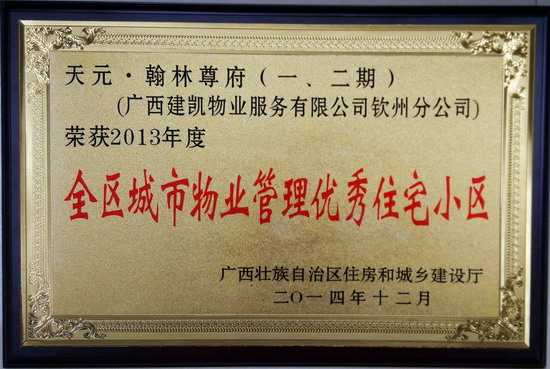 天元·翰林尊府(一、二期)
(广西建凯物业服务有限公司钦州分公司)
荣获2013年度
全区城市物业管理优秀住宅小区
广西壮族自治区住房和城乡建设厅
二〇一四年十二月